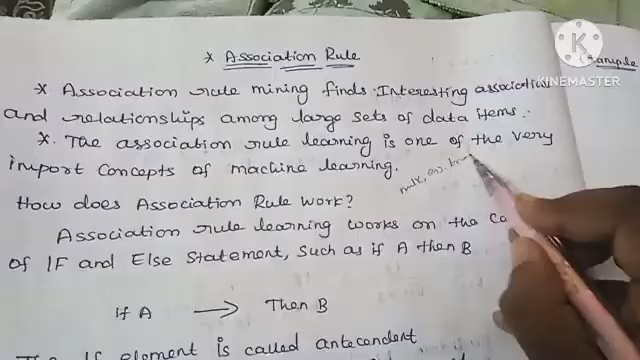 * Association Rule
* Association rule mining finds Interesting association
and relationships among large sets of data items.
*. The association rule learning is one of the very
import concepts of machine learning.
How does Association Rule work?
Association rule learning works on the
of IF and Else Statement, Such as if A then B
If A → Then B
If element is called antecendent
KINEMASTER